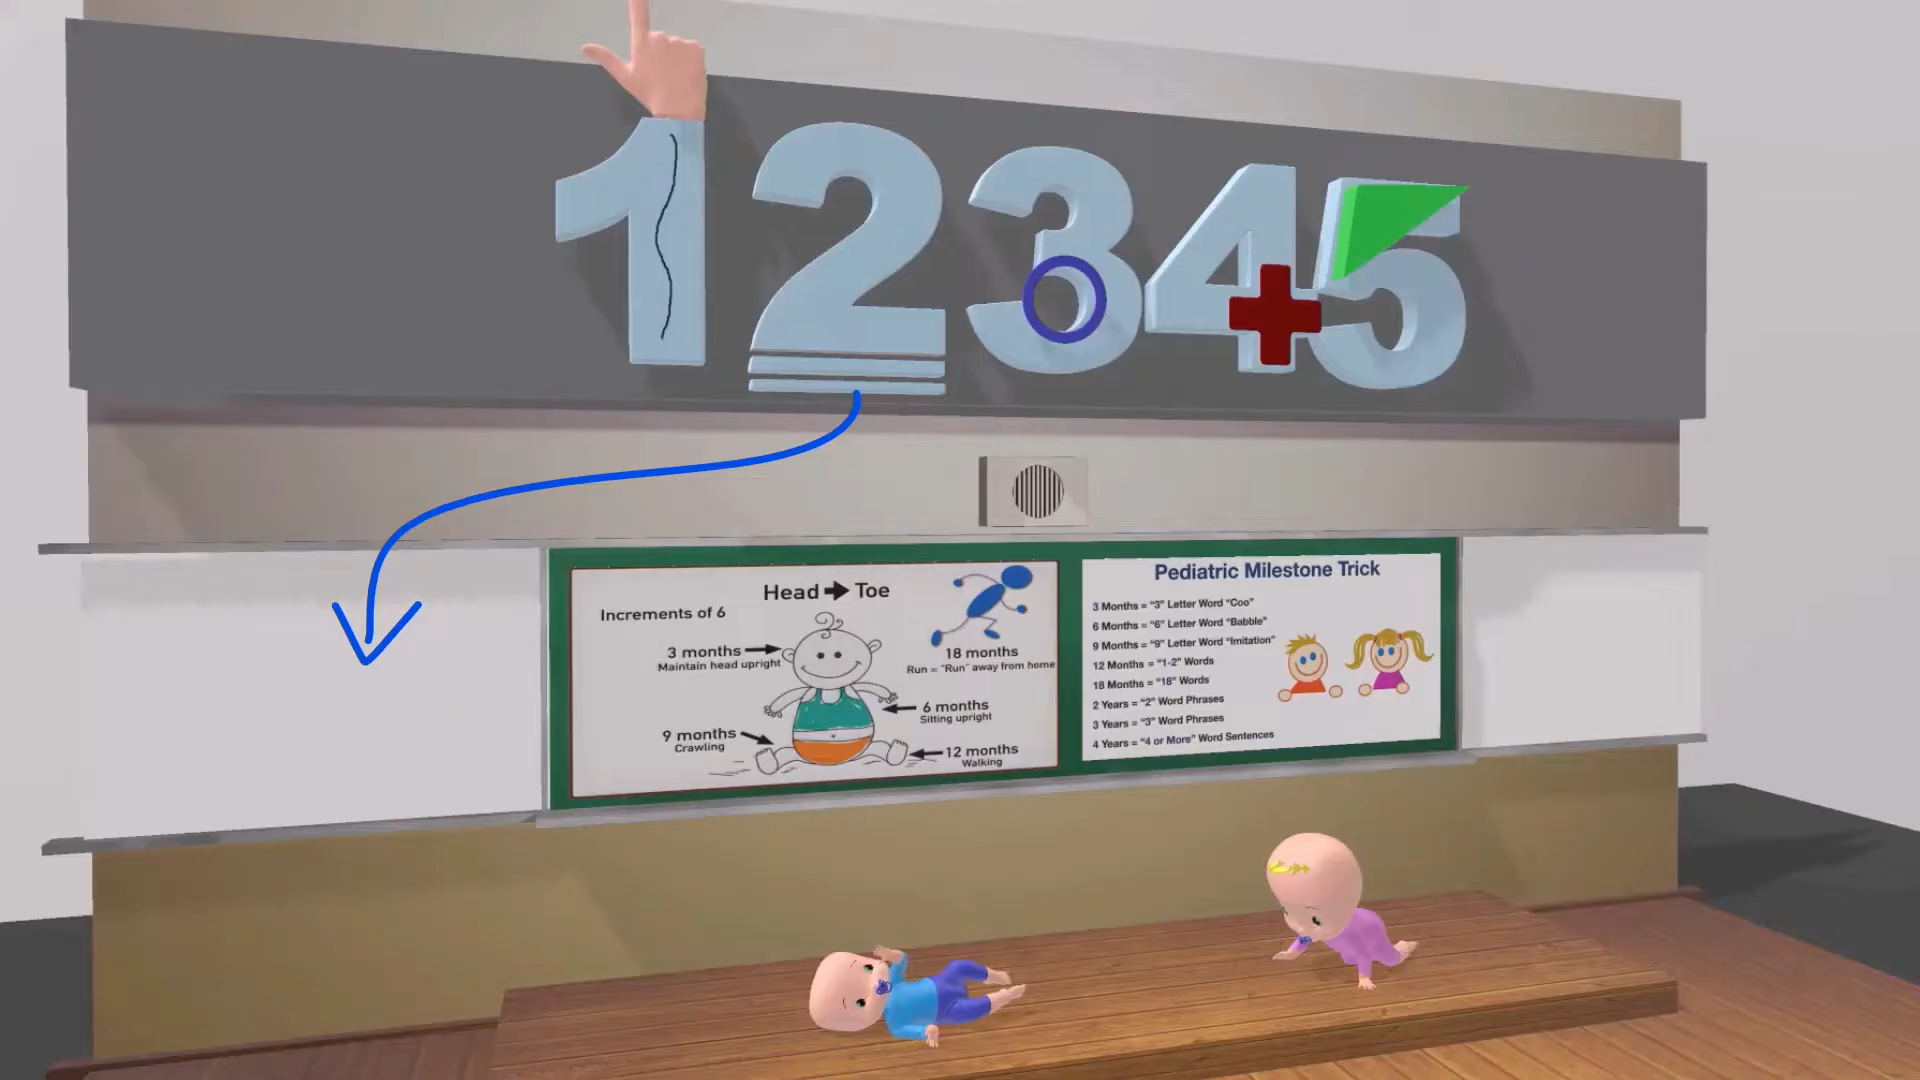 12345
Head Toe
Increments of 6
3 months
Maintain head upright
18 months
Run = "Run" away from home
6 months
Sitting upright
9 months
Crawling
12 months
Walking
Pediatric Milestone Trick
3 Months = "3" Letter Word "Coo"
6 Months = "6" Letter Word "Babble"
9 Months = "9" Letter Word "Imitation"
12 Months = "1-2" Words
18 Months = "18" Words
2 Years = "2" Word Phrases
3 Years = "3" Word Phrases
4 Years = "4 or More" Word Sentences